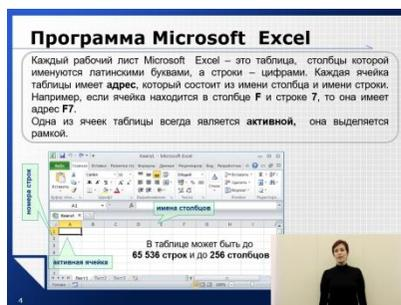 Программа Microsoft Excel
Каждый рабочий лист Microsoft Excel – это таблица, столбцы которой
именуются латинскими буквами, а строки – цифрами. Каждая ячейка
таблицы имеет адрес, который состоит из имени столбца и имени строки.
Например, если ячейка находится в столбце F и строке 7, то она имеет
адрес F7.
Одна из ячеек таблицы всегда является активной, она выделяется
рамкой.
номера строк
имена столбцов
активная ячейка
В таблице может быть до
65 536 строк и до 256 столбцов
4